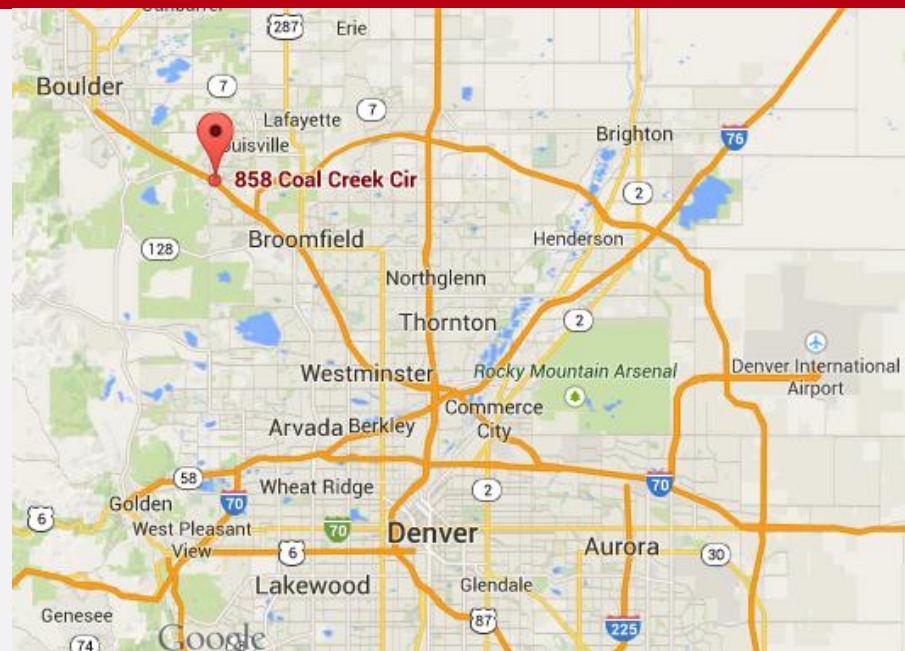 287
Erie
Boulder
7
7
Lafayette
ouisville
Brighton
76
858 Coal Creek Cir
2
128
Broomfield
Henderson
Northglenn
Thornton
2
Westminster
Rocky Mountain Arsenal
Denver International
Airport
Commerce
City
Arvada
Berkley
58
70
Wheat Ridge
2
70
Golden
6
West Pleasant
View
70
Denver
6
Aurora
30
Lakewood
Glendale
Genesee
87
225
74
Google